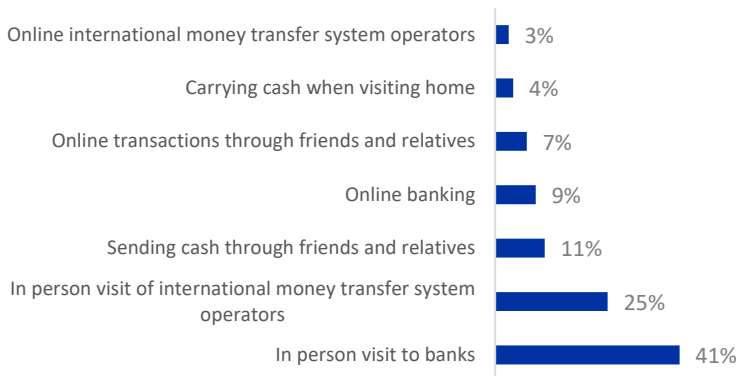 Online international money transfer system operators 3%
Carrying cash when visiting home 4%
Online transactions through friends and relatives 7%
Online banking 9%
Sending cash through friends and relatives 11%
In person visit of international money transfer system
operators 25%
In person visit to banks 41%